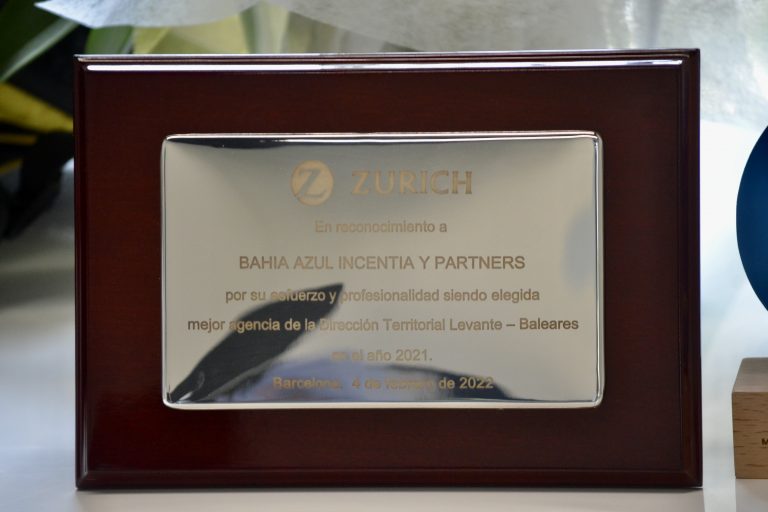 Z ZURICH
En reconocimiento a
BAHIA AZUL INCENTIA Y PARTNERS
por su esfuerzo y profesionalidad siendo elegida
mejor agencia de la Dirección Territorial Levante – Baleares
en el año 2021.
Barcelona, 4 de febrero de 2022